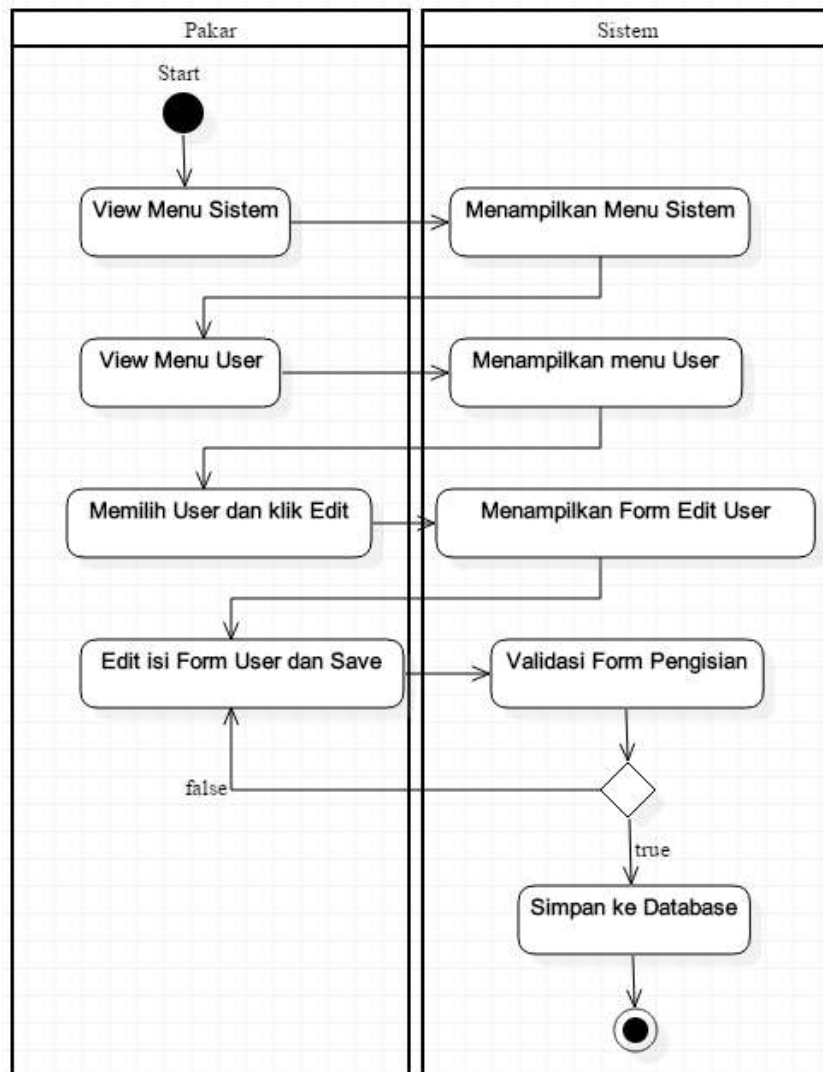 Pakar
Sistem
Start
View Menu Sistem
Menampilkan Menu Sistem
View Menu User
Menampilkan menu User
Memilih User dan klik Edit
Menampilkan Form Edit User
Edit isi Form User dan Save
Validasi Form Pengisian
false
true
Simpan ke Database